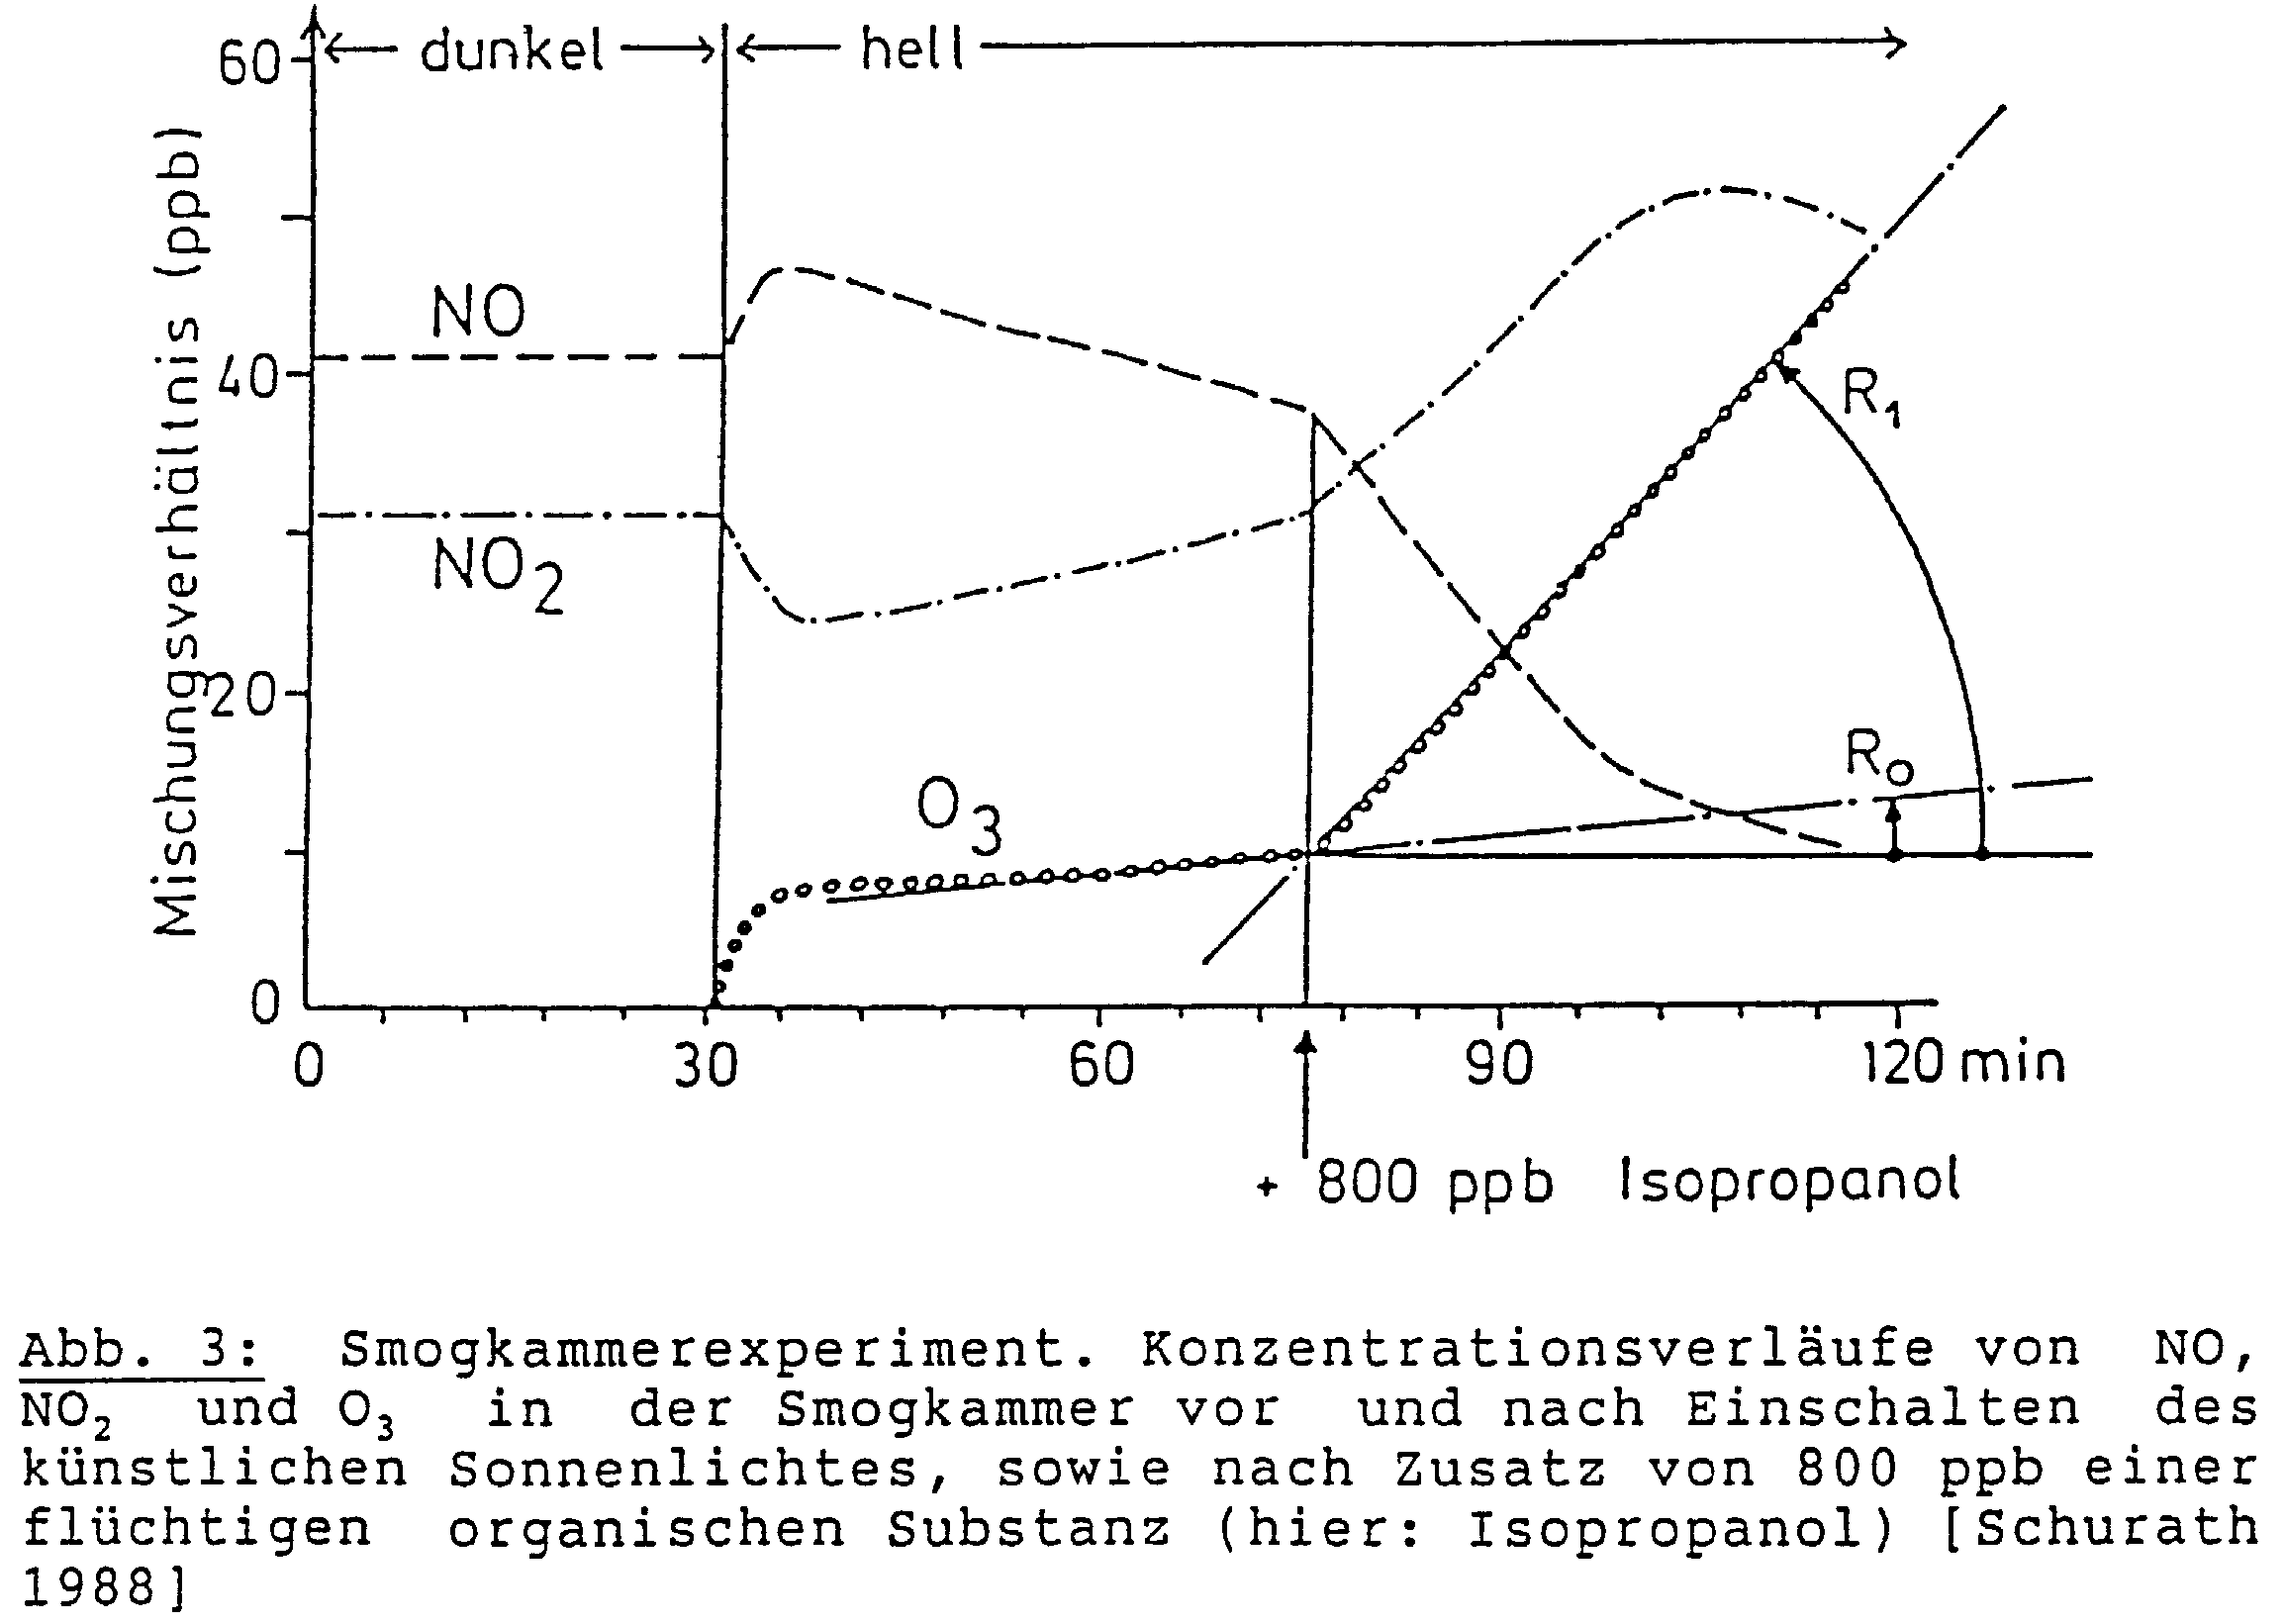 60
dunkel
hell
Mischungsverhältnis (ppb)
NO
40
R₁
NO₂
20
R₀
O₃
0
0 30 60 90 120 min
+ 800 ppb Isopropanol
Abb. 3: Smogkammerexperiment. Konzentrationsverläufe von NO,
NO₂ und O₃ in der Smogkammer vor und nach Einschalten des
künstlichen Sonnenlichtes, sowie nach Zusatz von 800 ppb einer
flüchtigen organischen Substanz (hier: Isopropanol) [Schurath
1988]